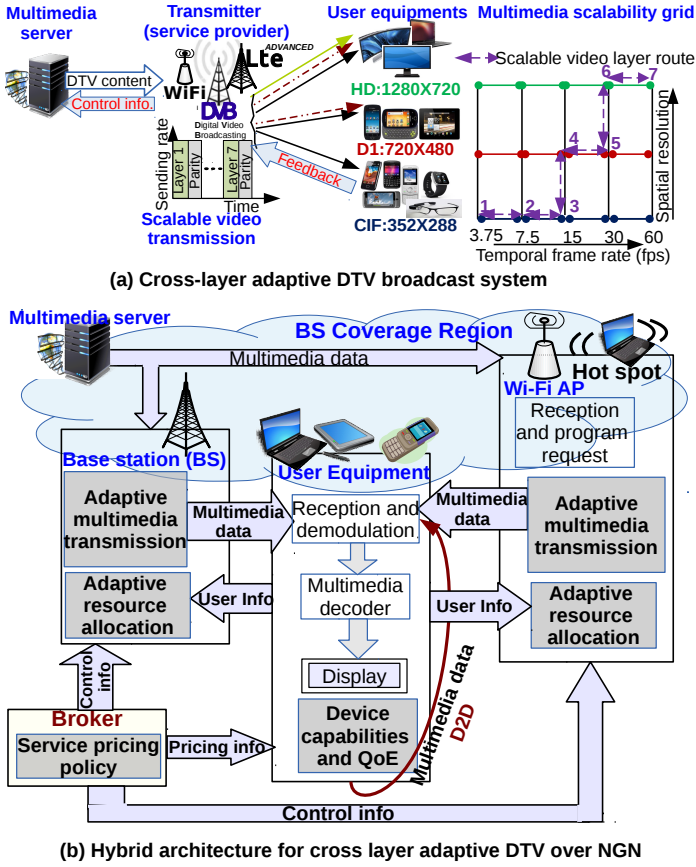 Multimedia
server
Transmitter
(service provider)
User equipments
Multimedia scalability grid
DTV content
Control info.
WiFi
Lte
ADVANCED
DVB
Digital Video
Broadcasting
HD:1280X720
D1:720X480
CIF:352X288
Feedback
Sending rate
Layer 1
Parity
Layer 7
Parity
Time
Scalable video
transmission
Scalable video layer route
6
7
4
5
1
2
3
Spatial resolution
3.75
7.5
15
30
60
Temporal frame rate (fps)
(a) Cross-layer adaptive DTV broadcast system
Multimedia server
BS Coverage Region
Multimedia data
Hot spot
Wi-Fi AP
Reception
and program
request
Base station (BS)
User Equipment
Adaptive
multimedia
transmission
Multimedia
data
Reception and
demodulation
Multimedia
data
Adaptive
multimedia
transmission
Adaptive
resource
allocation
User Info
Multimedia
decoder
User Info
Adaptive
resource
allocation
Display
Control
info
Multimedia data
D2D
Broker
Service pricing
policy
Pricing info
Device
capabilities
and QoE
Control info
(b) Hybrid architecture for cross layer adaptive DTV over NGN